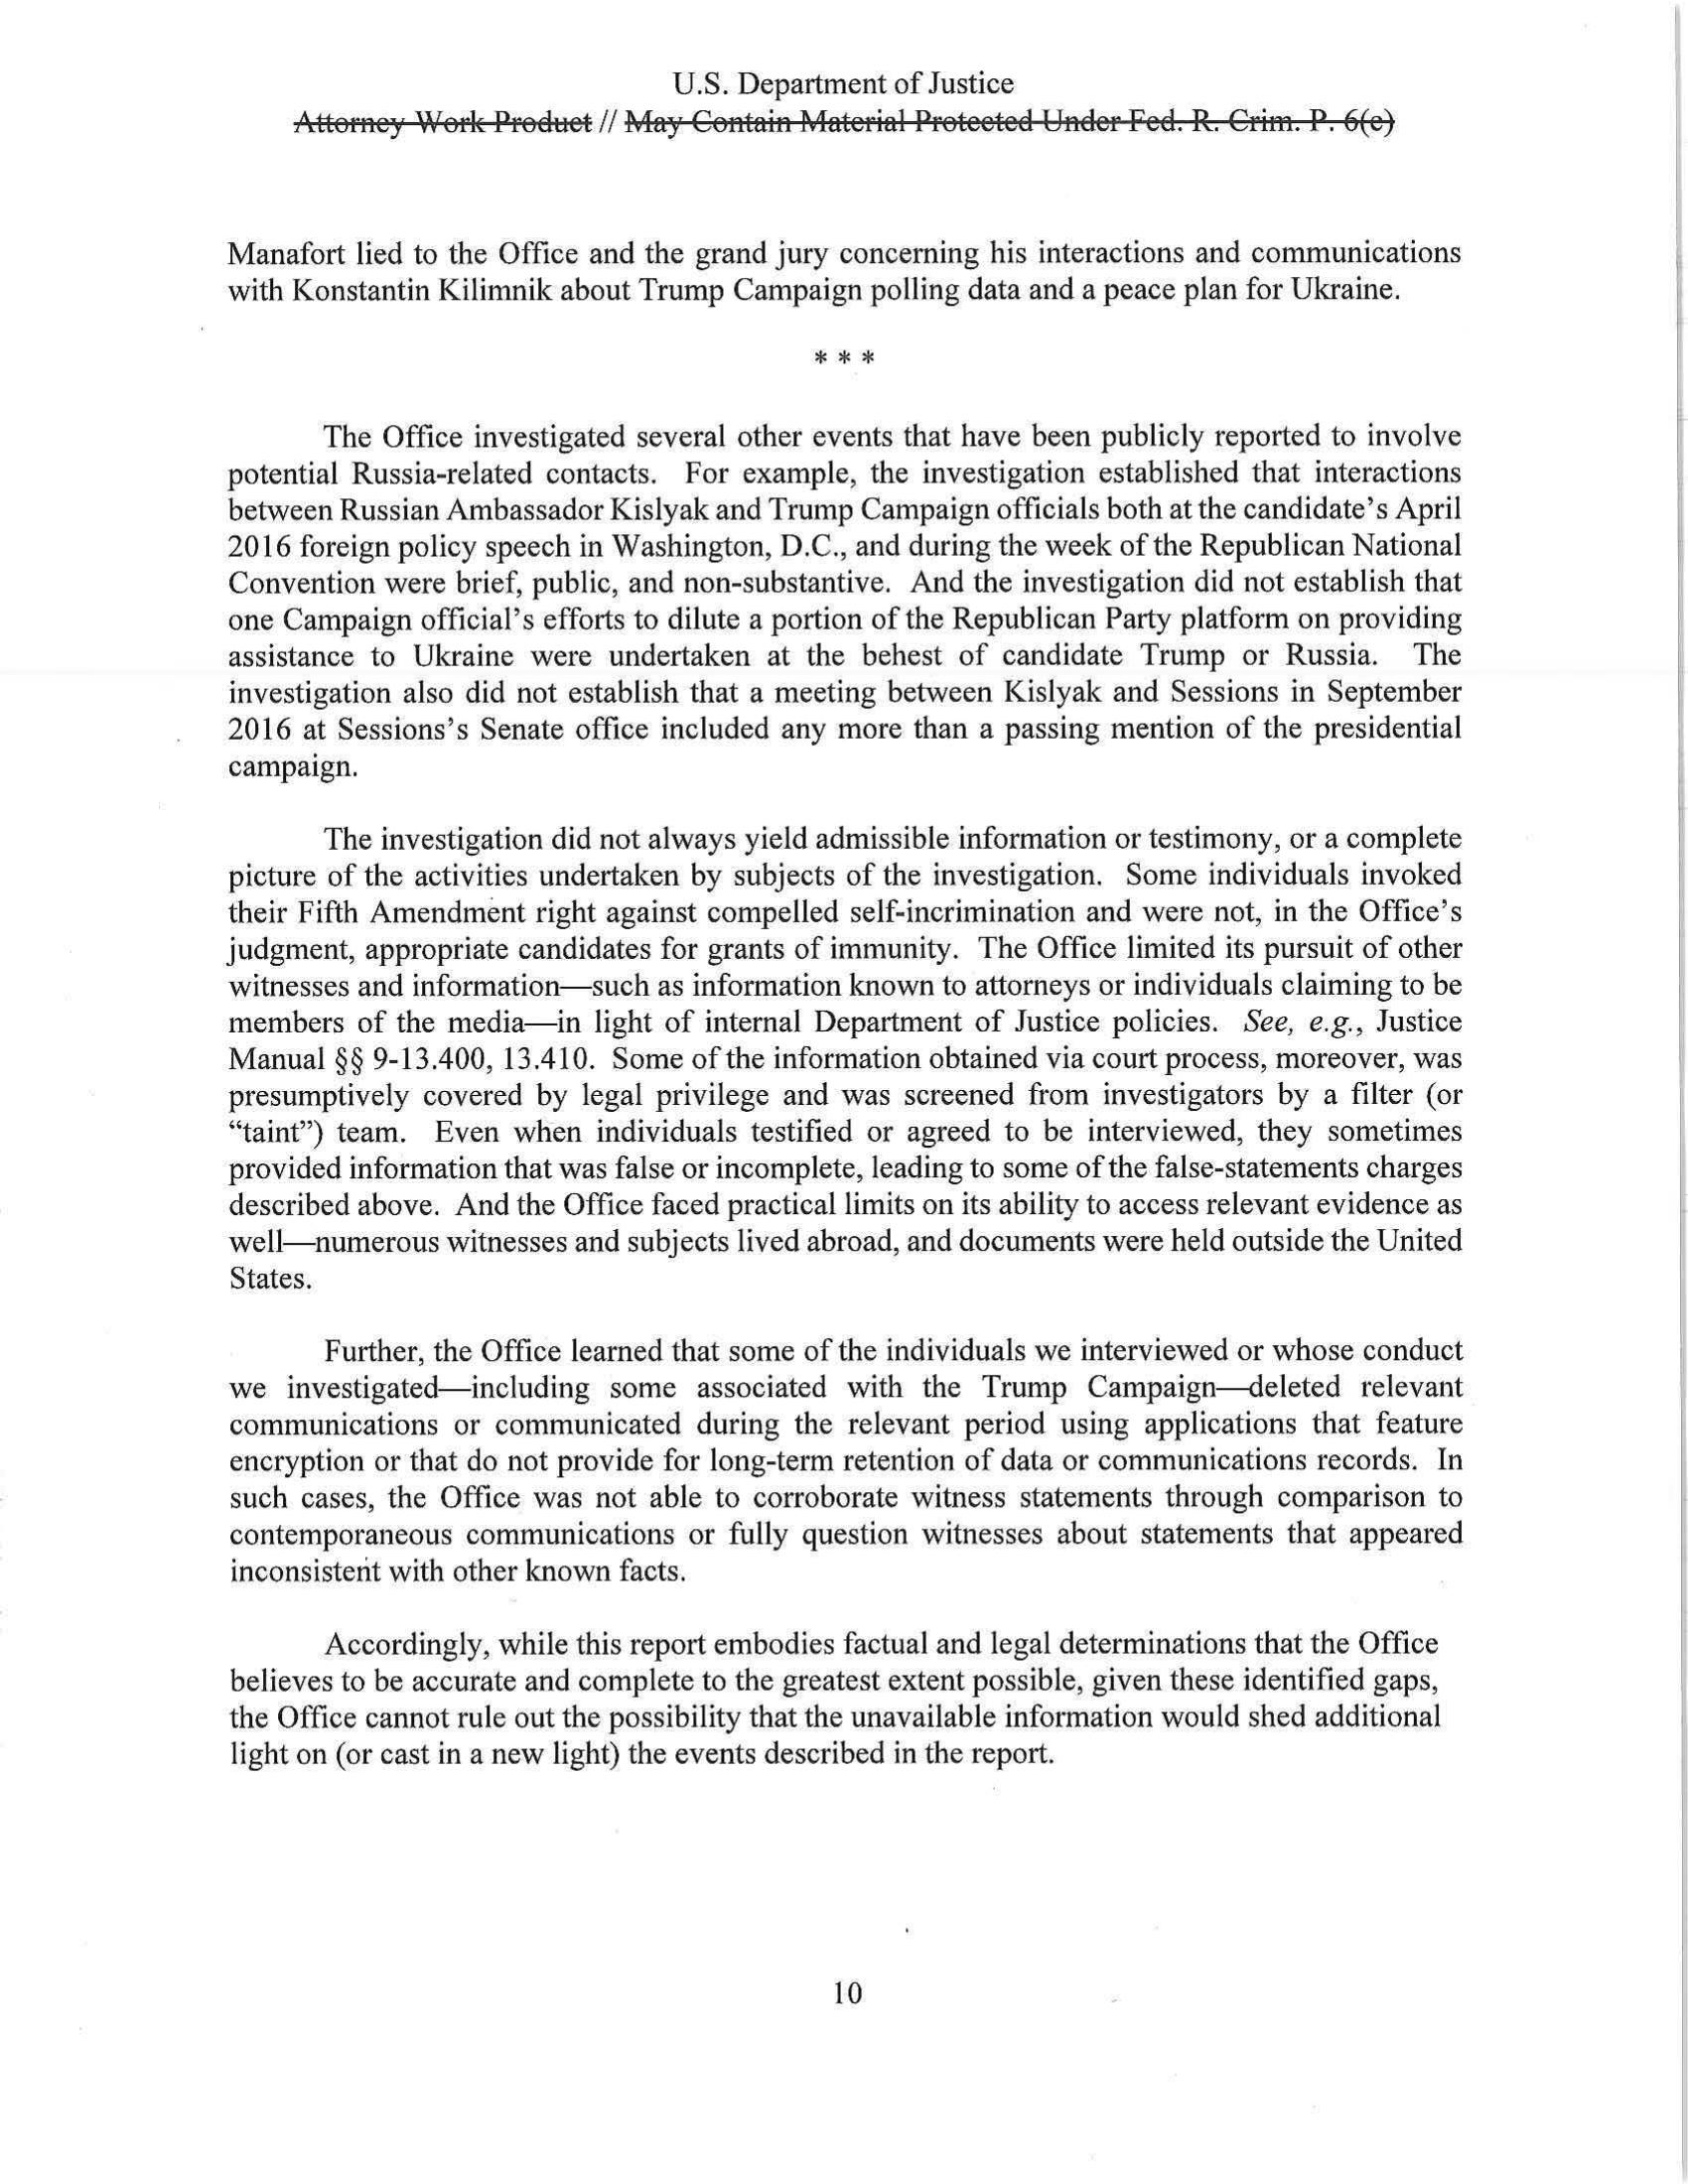 U.S. Department of Justice
Attorney Work Product // May Contain Material Protected Under Fed. R. Crim. P. 6(e)
Manafort lied to the Office and the grand jury concerning his interactions and communications
with Konstantin Kilimnik about Trump Campaign polling data and a peace plan for Ukraine.
* * *
The Office investigated several other events that have been publicly reported to involve
potential Russia-related contacts. For example, the investigation established that interactions
between Russian Ambassador Kislyak and Trump Campaign officials both at the candidate’s April
2016 foreign policy speech in Washington, D.C., and during the week of the Republican National
Convention were brief, public, and non-substantive. And the investigation did not establish that
one Campaign official’s efforts to dilute a portion of the Republican Party platform on providing
assistance to Ukraine were undertaken at the behest of candidate Trump or Russia. The
investigation also did not establish that a meeting between Kislyak and Sessions in September
2016 at Sessions’s Senate office included any more than a passing mention of the presidential
campaign.
The investigation did not always yield admissible information or testimony, or a complete
picture of the activities undertaken by subjects of the investigation. Some individuals invoked
their Fifth Amendment right against compelled self-incrimination and were not, in the Office’s
judgment, appropriate candidates for grants of immunity. The Office limited its pursuit of other
witnesses and information—such as information known to attorneys or individuals claiming to be
members of the media—in light of internal Department of Justice policies. See, e.g., Justice
Manual §§ 9-13.400, 13.410. Some of the information obtained via court process, moreover, was
presumptively covered by legal privilege and was screened from investigators by a filter (or
“taint”) team. Even when individuals testified or agreed to be interviewed, they sometimes
provided information that was false or incomplete, leading to some of the false-statements charges
described above. And the Office faced practical limits on its ability to access relevant evidence as
well—numerous witnesses and subjects lived abroad, and documents were held outside the United
States.
Further, the Office learned that some of the individuals we interviewed or whose conduct
we investigated—including some associated with the Trump Campaign—deleted relevant
communications or communicated during the relevant period using applications that feature
encryption or that do not provide for long-term retention of data or communications records. In
such cases, the Office was not able to corroborate witness statements through comparison to
contemporaneous communications or fully question witnesses about statements that appeared
inconsistent with other known facts.
Accordingly, while this report embodies factual and legal determinations that the Office
believes to be accurate and complete to the greatest extent possible, given these identified gaps,
the Office cannot rule out the possibility that the unavailable information would shed additional
light on (or cast in a new light) the events described in the report.
10